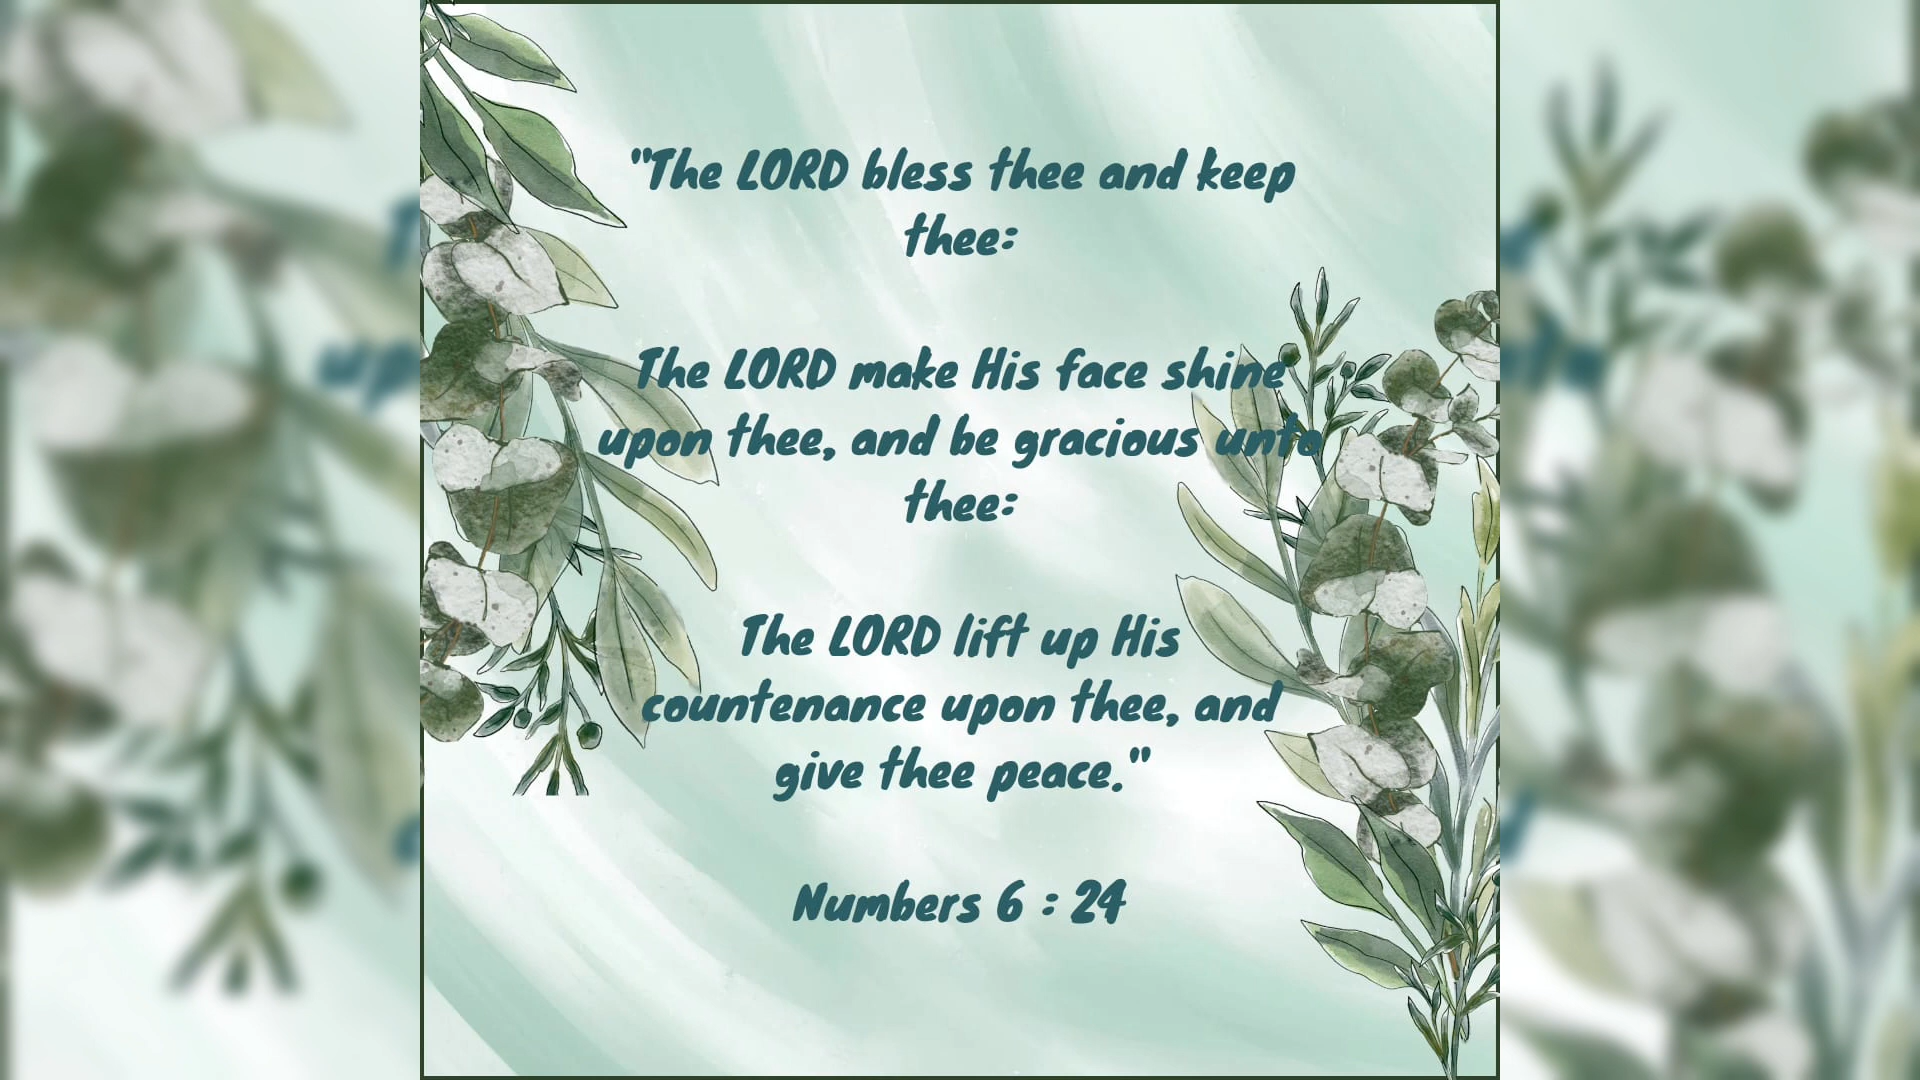 "The LORD bless thee and keep
thee:
The LORD make His face shine
upon thee, and be gracious unto
thee:
The LORD lift up His
countenance upon thee, and
give thee peace."
Numbers 6 : 24